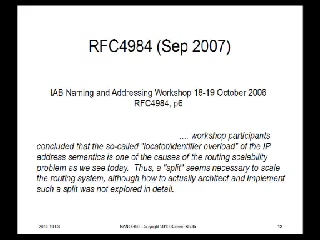 RFC4984 (Sep 2007)
IAB Naming and Addressing Workshop 18-19 October 2006
RFC4984, p6
.... workshop participants
concluded that the so-called "locator/identifier overload" of the IP
address semantics is one of the causes of the routing scalability
problem as we see today. Thus, a "split" seems necessary to scale
the routing system, although how to actually architect and implement
such a split was not explored in detail.